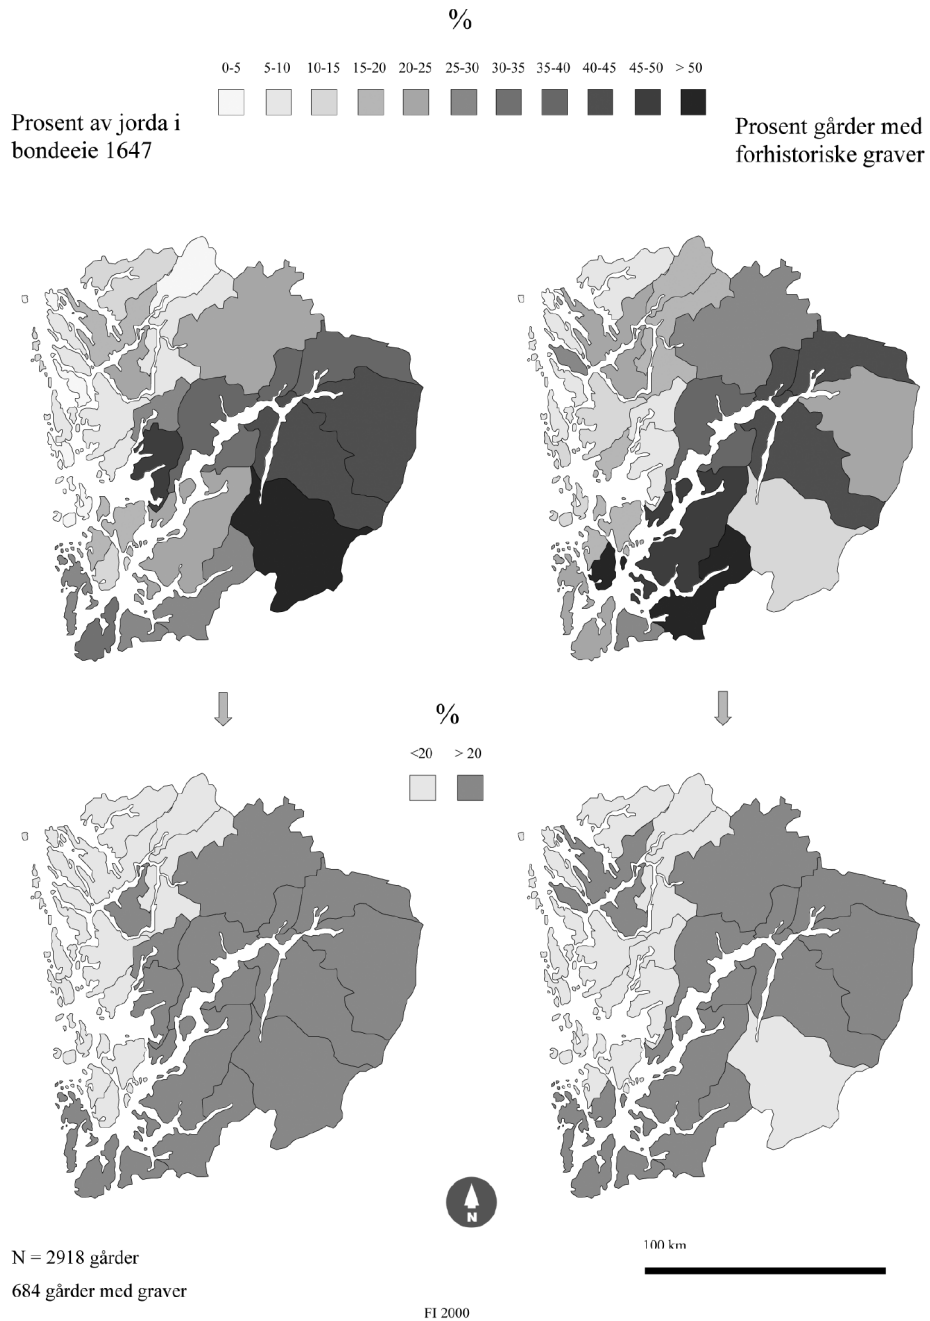 %
0-5 5-10 10-15 15-20 20-25 25-30 30-35 35-40 40-45 45-50 > 50
Prosent av jorda i
bondeeie 1647
Prosent gårder med
forhistoriske graver
%
<20 > 20
N
100 km
N = 2918 gårder
684 gårder med graver
FI 2000